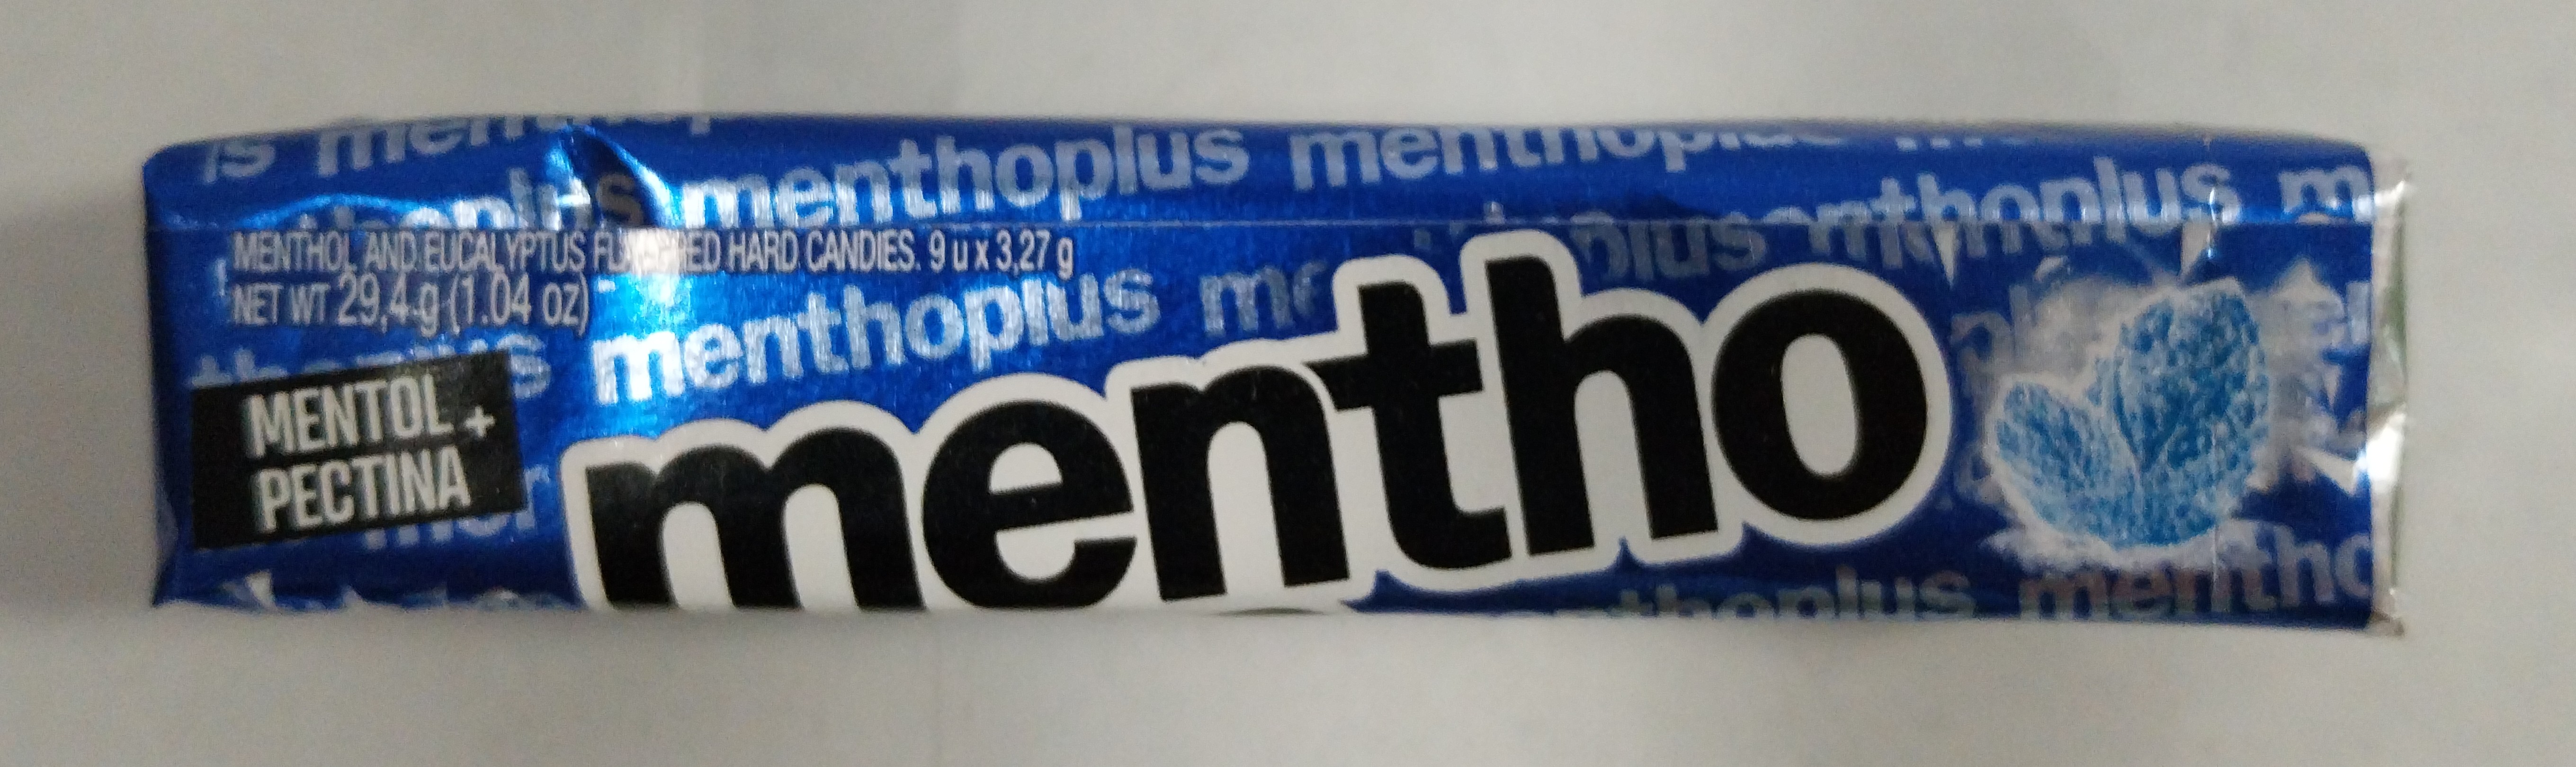 menthoplus menthoplus
menthoplus menthoplus m
MENTHOL AND EUCALYPTUS FLAVORED HARD CANDIES. 9 u x 3,27 g
NET WT 29,4 g (1.04 oz)
menthoplus
MENTOL +
PECTINA
mentho
mentho